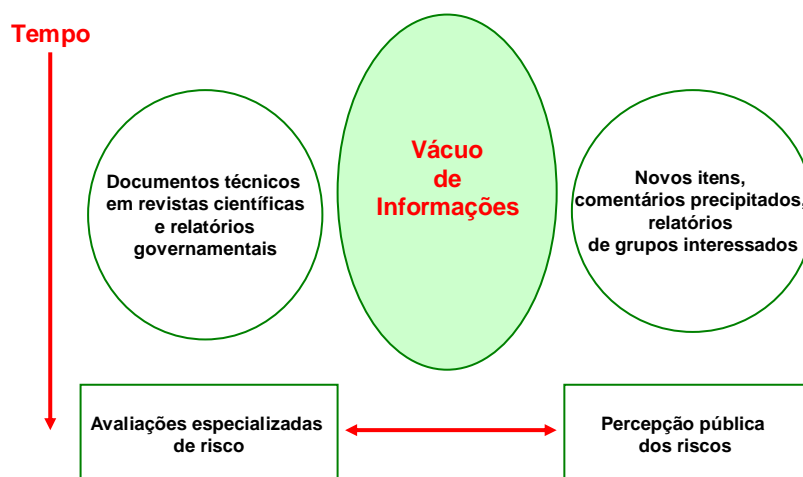 Tempo
Vácuo
de
Informações
Documentos técnicos
em revistas científicas
e relatórios
governamentais
Novos itens,
comentários precipitados,
relatórios
de grupos interessados
Avaliações especializadas
de risco
Percepção pública
dos riscos